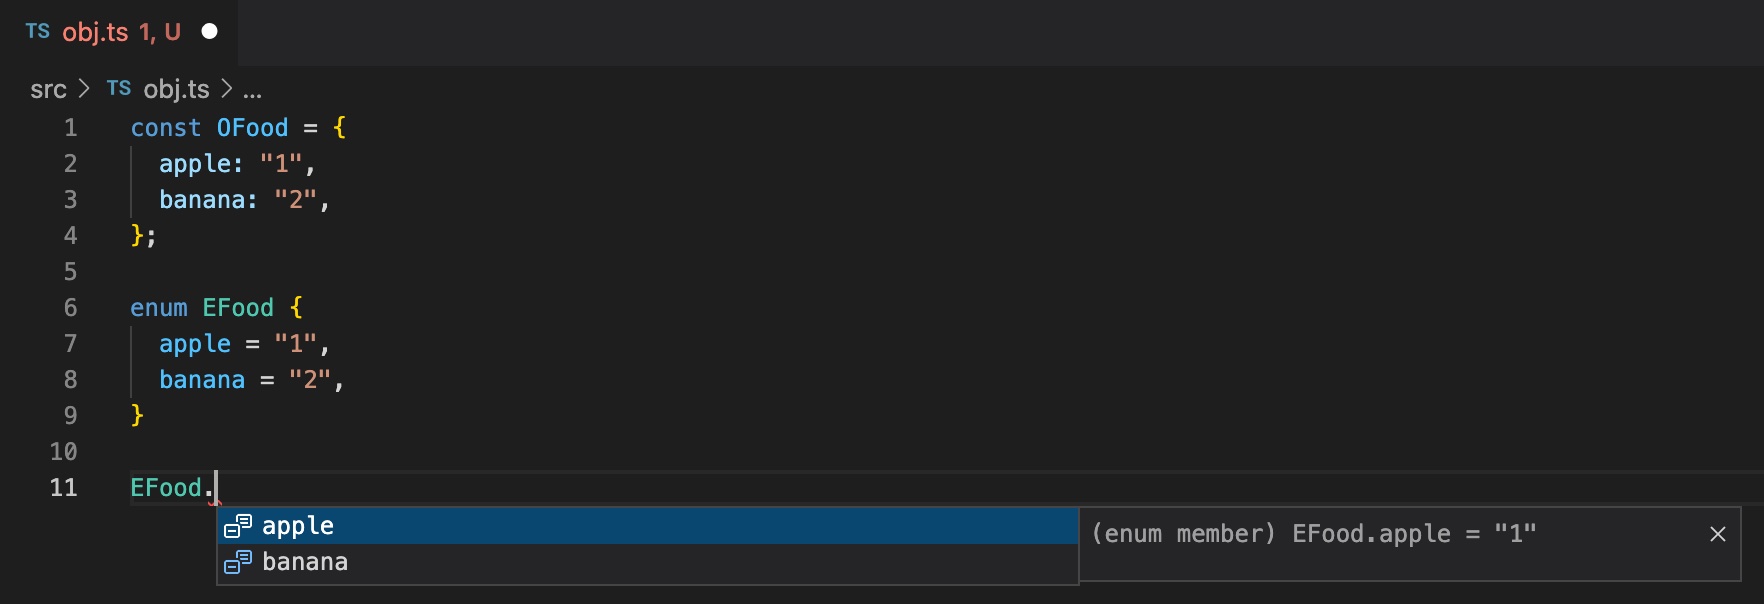 TS obj.ts 1, U
src > TS obj.ts > ...
1 const OFood = {
2 apple: "1",
3 banana: "2",
4 };
5
6 enum EFood {
7 apple = "1",
8 banana = "2",
9 }
10
11 EFood.
apple (enum member) EFood.apple = "1"
banana